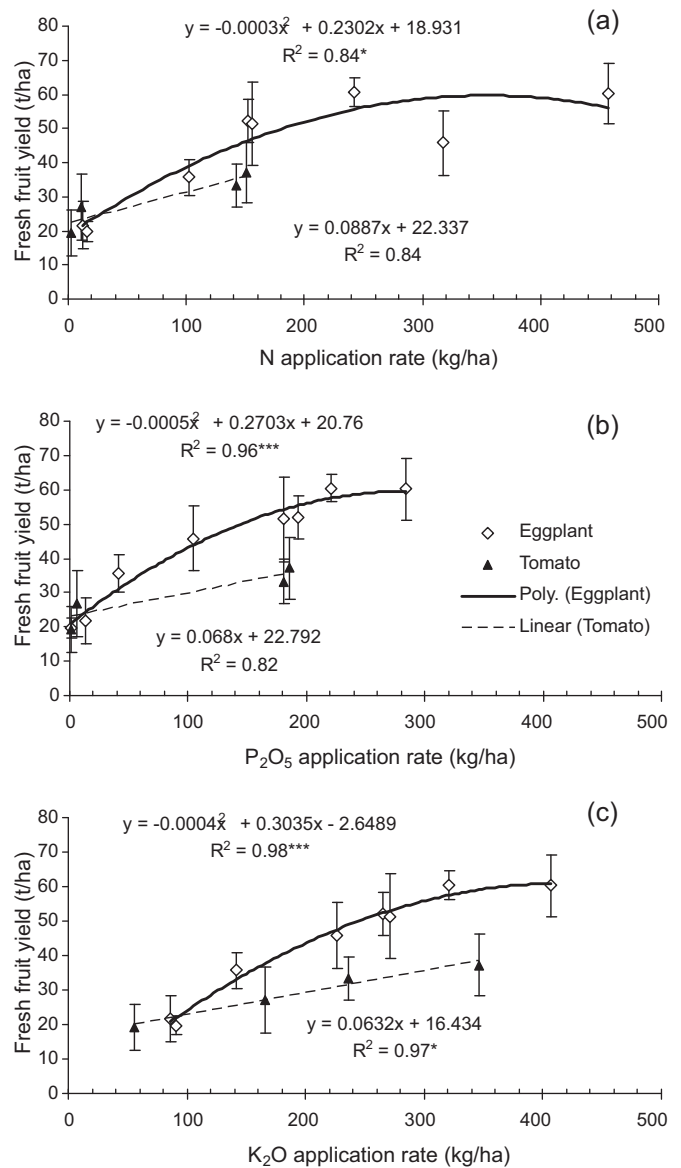 (a)
y = -0.0003x² + 0.2302x + 18.931
R² = 0.84*
80
70
60
50
40
30
20
10
0
Fresh fruit yield (t/ha)
y = 0.0887x + 22.337
R² = 0.84
0 100 200 300 400 500
N application rate (kg/ha)
(b)
y = -0.0005x² + 0.2703x + 20.76
R² = 0.96***
80
70
60
50
40
30
20
10
0
Fresh fruit yield (t/ha)
Eggplant
Tomato
Poly. (Eggplant)
Linear (Tomato)
y = 0.068x + 22.792
R² = 0.82
0 100 200 300 400 500
P₂O₅ application rate (kg/ha)
(c)
y = -0.0004x² + 0.3035x - 2.6489
R² = 0.98***
80
70
60
50
40
30
20
10
0
Fresh fruit yield (t/ha)
y = 0.0632x + 16.434
R² = 0.97*
0 100 200 300 400 500
K₂O application rate (kg/ha)